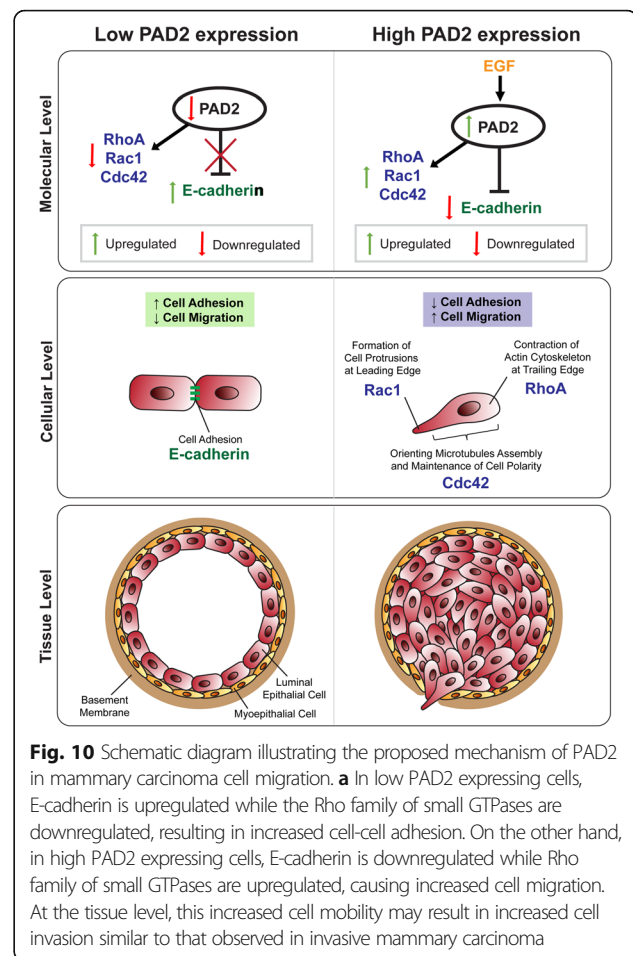 Low PAD2 expression
High PAD2 expression
Molecular Level
PAD2
RhoA
Rac1
Cdc42
E-cadherin
Upregulated
Downregulated
EGF
PAD2
RhoA
Rac1
Cdc42
E-cadherin
Upregulated
Downregulated
Cellular Level
↑ Cell Adhesion
↓ Cell Migration
Cell Adhesion
E-cadherin
↓ Cell Adhesion
↑ Cell Migration
Formation of
Cell Protrusions
at Leading Edge
Rac1
Contraction of
Actin Cytoskeleton
at Trailing Edge
RhoA
Orienting Microtubules Assembly
and Maintenance of Cell Polarity
Cdc42
Tissue Level
Basement
Membrane
Luminal
Epithalial Cell
Myoepithalial Cell
Fig. 10 Schematic diagram illustrating the proposed mechanism of PAD2
in mammary carcinoma cell migration. a In low PAD2 expressing cells,
E-cadherin is upregulated while the Rho family of small GTPases are
downregulated, resulting in increased cell-cell adhesion. On the other hand,
in high PAD2 expressing cells, E-cadherin is downregulated while Rho
family of small GTPases are upregulated, causing increased cell migration.
At the tissue level, this increased cell mobility may result in increased cell
invasion similar to that observed in invasive mammary carcinoma